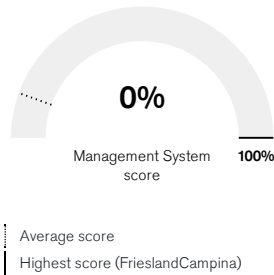 0%
Management System
score
100%
Average score
Highest score (FrieslandCampina)